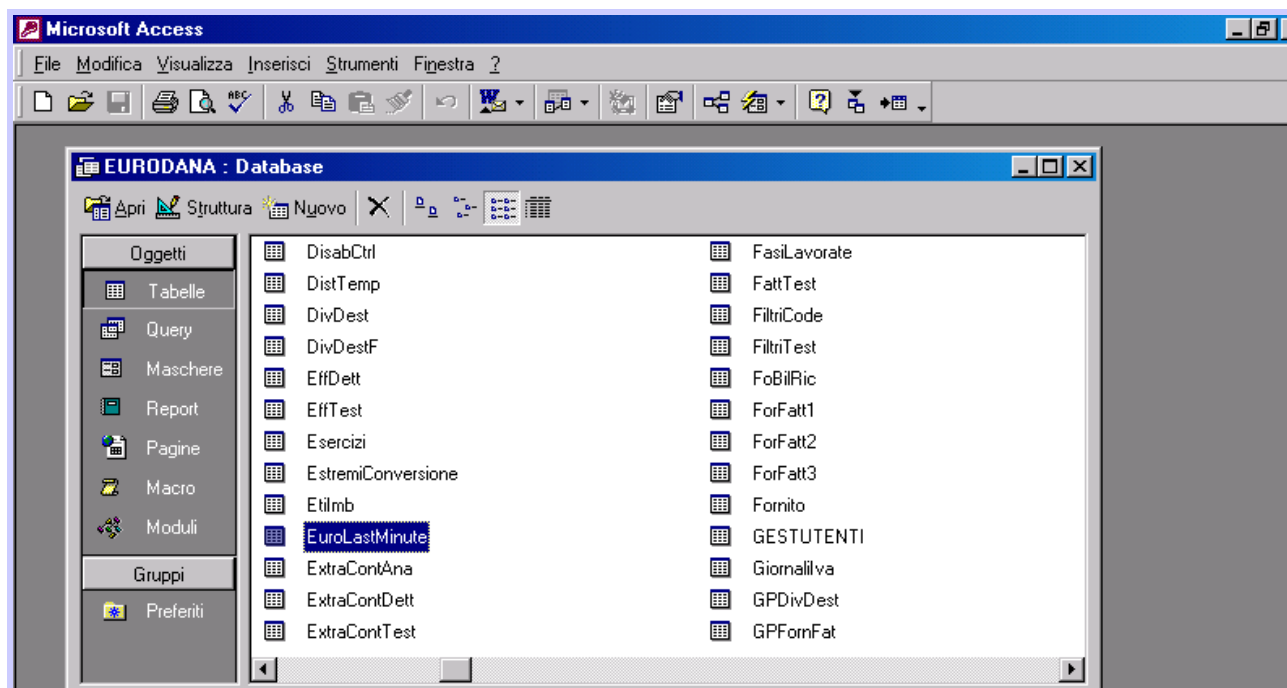 Microsoft Access
File Modifica Visualizza Inserisci Strumenti Finestra ?
EURODANA : Database
Apri Struttura Nuovo
Oggetti
Tabelle
Query
Maschere
Report
Pagine
Macro
Moduli
Gruppi
Preferiti
DisabCtrl
DistTemp
DivDest
DivDestF
EffDett
EffTest
Esercizi
EstremiConversione
EtiImb
EuroLastMinute
ExtraContAna
ExtraContDett
ExtraContTest
FasiLavorate
FattTest
FiltriCode
FiltriTest
FoBilRic
ForFatt1
ForFatt2
ForFatt3
Fornito
GESTUTENTI
GiornaliIva
GPDivDest
GPFornFat